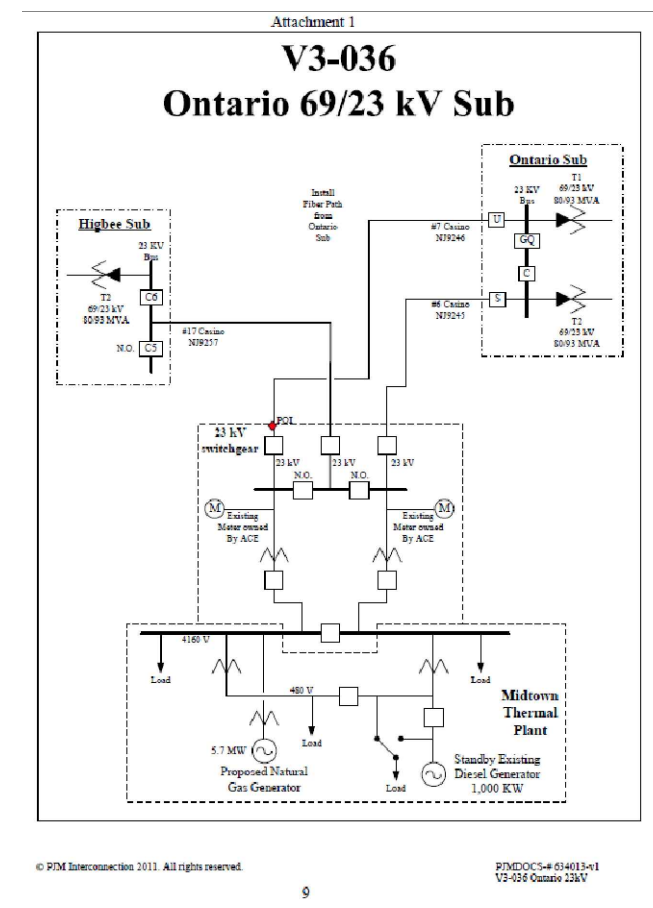 Attachment 1
V3-036
Ontario 69/23 kV Sub
Ontario Sub
T1
69/23 kV
80/93 MVA
23 KV
Bus
U
GQ
C
S
T2
69/23 kV
80/93 MVA
#7 Casino
NJ9246
#6 Casino
NJ9245
Install
Fiber Path
from
Ontario
Sub
Higbee Sub
23 KV
Bus
T2
69/23 kV
80/93 MVA
C6
N.O.
C5
#17 Casino
NJ9257
POI
23 kV
switchgear
23 kV
23 kV
23 kV
N.O.
N.O.
M
M
Existing
Meter owned
By ACE
Existing
Meter owned
By ACE
4160 V
Load
Load
480 V
Load
Load
Midtown
Thermal
Plant
5.7 MW
Proposed Natural
Gas Generator
Standby Existing
Diesel Generator
1,000 KW
© PJM Interconnection 2011. All rights reserved.
PJMDOCS-# 634013-v1
V3-036 Ontario 23kV
9